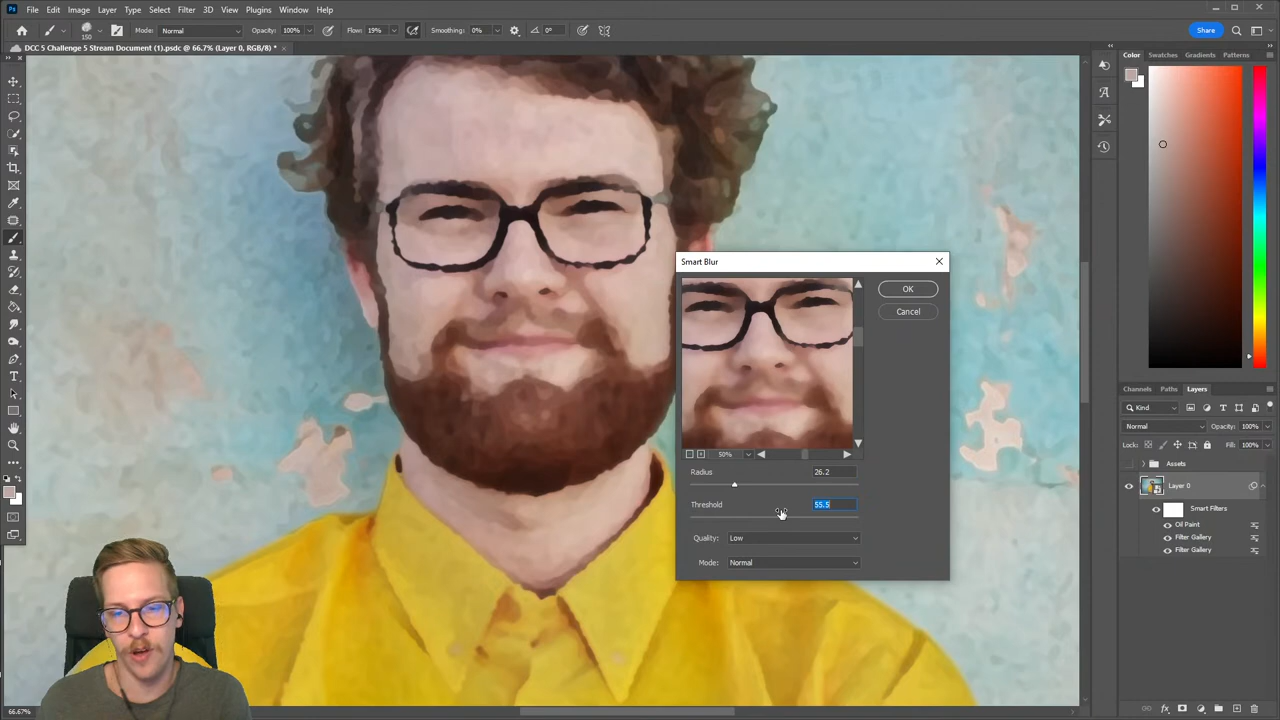 Ps File Edit Image Layer Type Select Filter 3D View Plugins Window Help
150 Mode: Normal Opacity: 100% Flow: 19% Smoothing: 0% 0° Share
DCC 5 Challenge 5 Stream Document (1).psdc @ 66.7% (Layer 0, RGB/8) * ×
Color Swatches Gradients Patterns
Smart Blur
OK
Cancel
50%
Radius 26.2
Threshold 55.5
Quality: Low
Mode: Normal
Channels Paths Layers
Kind
Normal Opacity: 100%
Lock: Fill: 100%
Assets
Layer 0
Smart Filters
Oil Paint
Filter Gallery
Filter Gallery
66.67%